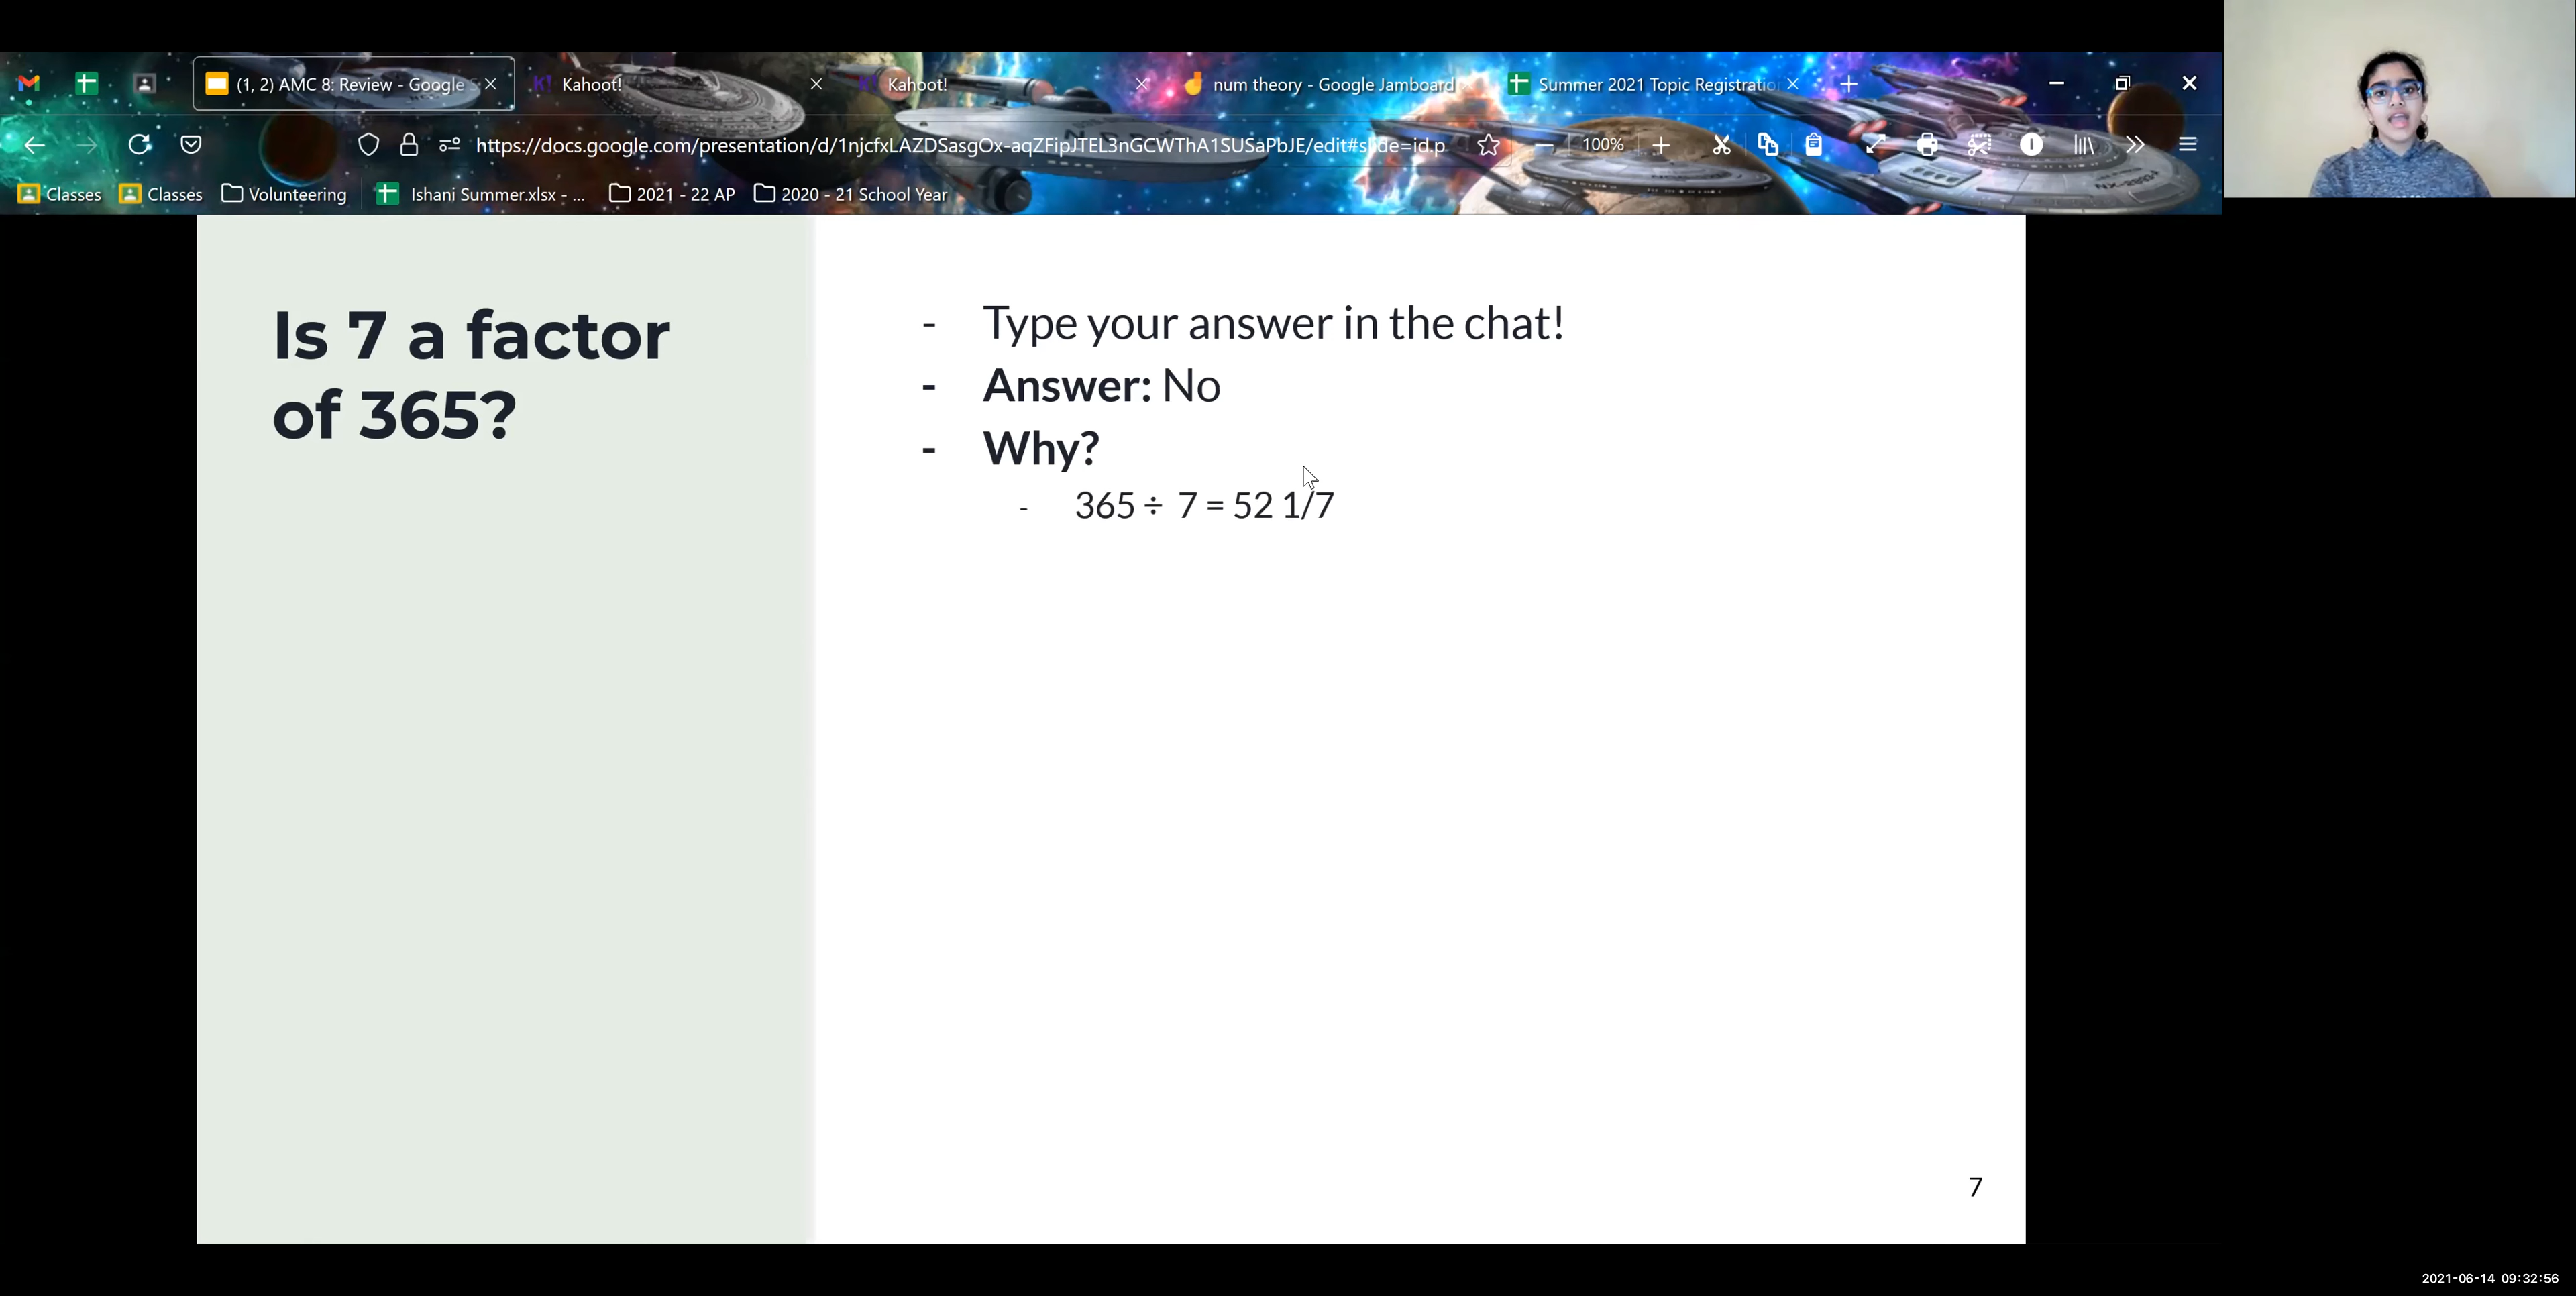 (1, 2) AMC 8: Review - Google S
Kahoot!
Kahoot!
num theory - Google Jamboard
Summer 2021 Topic Registratio
https://docs.google.com/presentation/d/1njcfxLAZDSasgOx-aqZFipJTEL3nGCWThA1SUSaPbJE/edit#slide=id.p
100%
Classes
Classes
Volunteering
Ishani Summer.xlsx - ...
2021 - 22 AP
2020 - 21 School Year
Is 7 a factor
of 365?
- Type your answer in the chat!
- Answer: No
- Why?
- 365 ÷ 7 = 52 1/7
7
2021-06-14 09:32:56